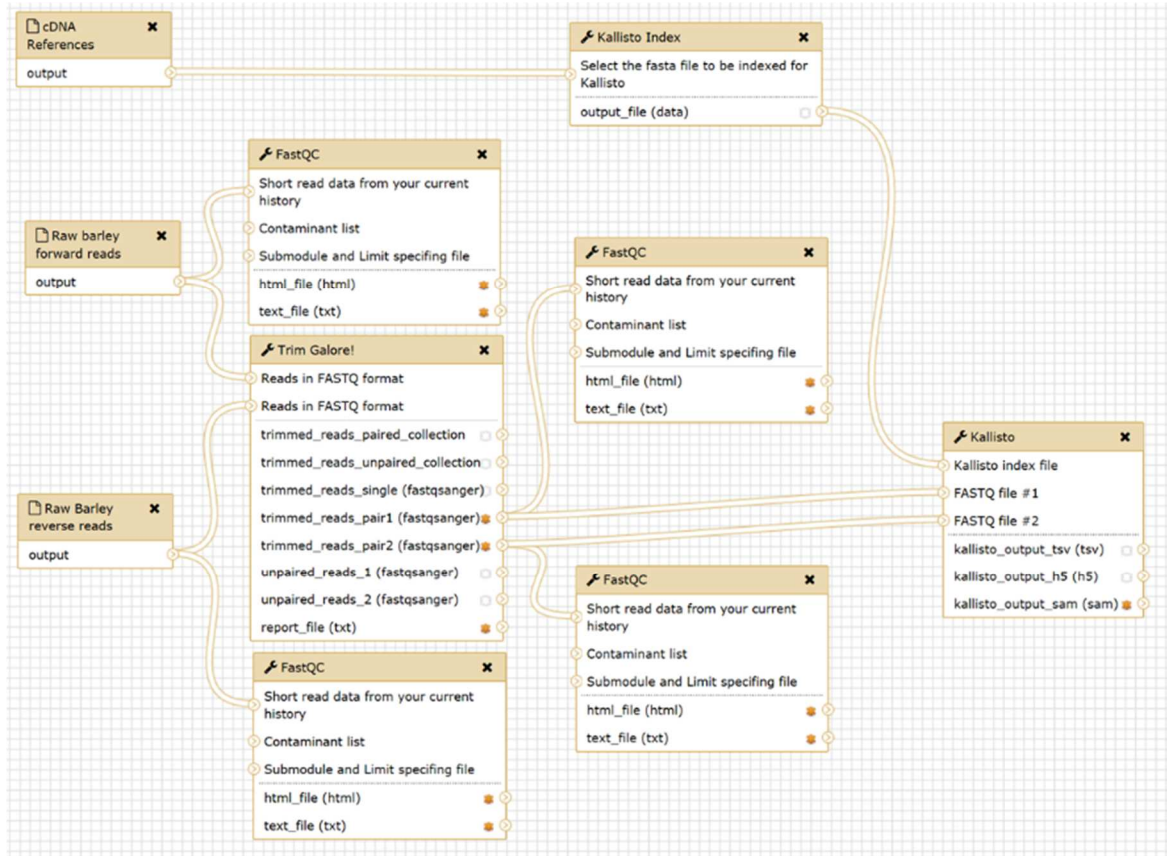 cDNA
References
output
Kallisto Index
Select the fasta file to be indexed for
Kallisto
output_file (data)
FastQC
Short read data from your current
history
Contaminant list
Submodule and Limit specifing file
html_file (html)
text_file (txt)
Raw barley
forward reads
output
FastQC
Short read data from your current
history
Contaminant list
Submodule and Limit specifing file
html_file (html)
text_file (txt)
Trim Galore!
Reads in FASTQ format
Reads in FASTQ format
trimmed_reads_paired_collection
trimmed_reads_unpaired_collection
trimmed_reads_single (fastqsanger)
trimmed_reads_pair1 (fastqsanger)
trimmed_reads_pair2 (fastqsanger)
unpaired_reads_1 (fastqsanger)
unpaired_reads_2 (fastqsanger)
report_file (txt)
Kallisto
Kallisto index file
FASTQ file #1
FASTQ file #2
kallisto_output_tsv (tsv)
kallisto_output_h5 (h5)
kallisto_output_sam (sam)
Raw Barley
reverse reads
output
FastQC
Short read data from your current
history
Contaminant list
Submodule and Limit specifing file
html_file (html)
text_file (txt)
FastQC
Short read data from your current
history
Contaminant list
Submodule and Limit specifing file
html_file (html)
text_file (txt)